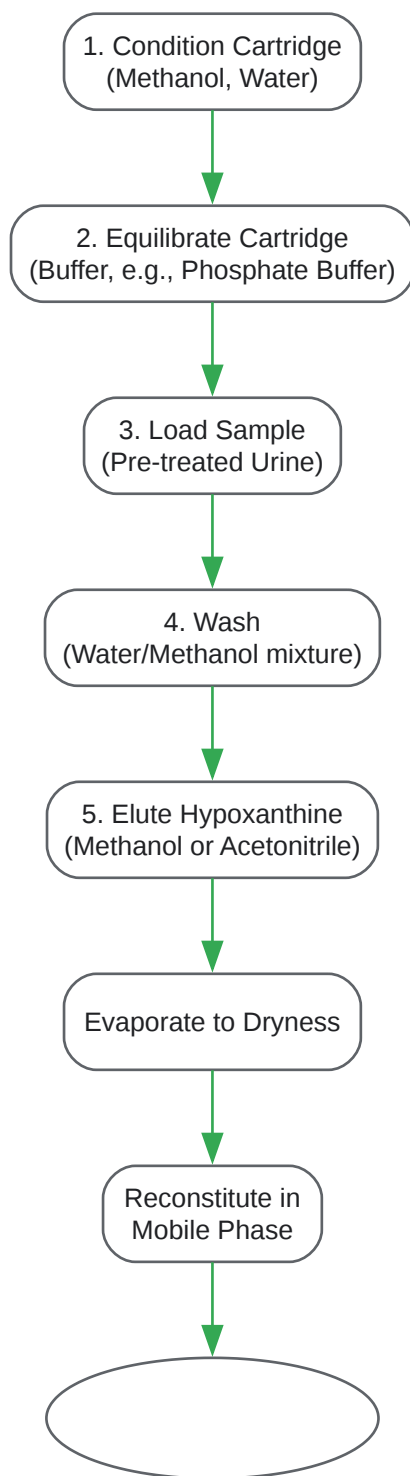 1. Condition Cartridge
(Methanol, Water)
2. Equilibrate Cartridge
(Buffer, e.g., Phosphate Buffer)
3. Load Sample
(Pre-treated Urine)
4. Wash
(Water/Methanol mixture)
5. Elute Hypoxanthine
(Methanol or Acetonitrile)
Evaporate to Dryness
Reconstitute in
Mobile Phase